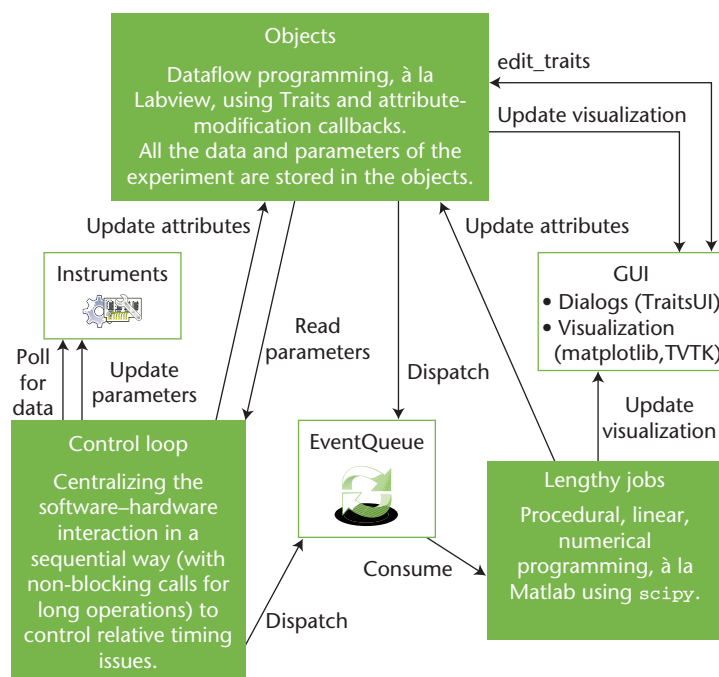 Objects
Dataflow programming, à la
Labview, using Traits and attribute-
modification callbacks.
All the data and parameters of the
experiment are stored in the objects.
edit_traits
Update visualization
Update attributes
Update attributes
Instruments
GUI
• Dialogs (TraitsUI)
• Visualization
(matplotlib,TVTK)
Poll
for
data
Update
parameters
Read
parameters
Dispatch
Update
visualization
Control loop
Centralizing the
software–hardware
interaction in a
sequential way (with
non-blocking calls for
long operations) to
control relative timing
issues.
EventQueue
Lengthy jobs
Procedural, linear,
numerical
programming, à la
Matlab using scipy.
Consume
Dispatch